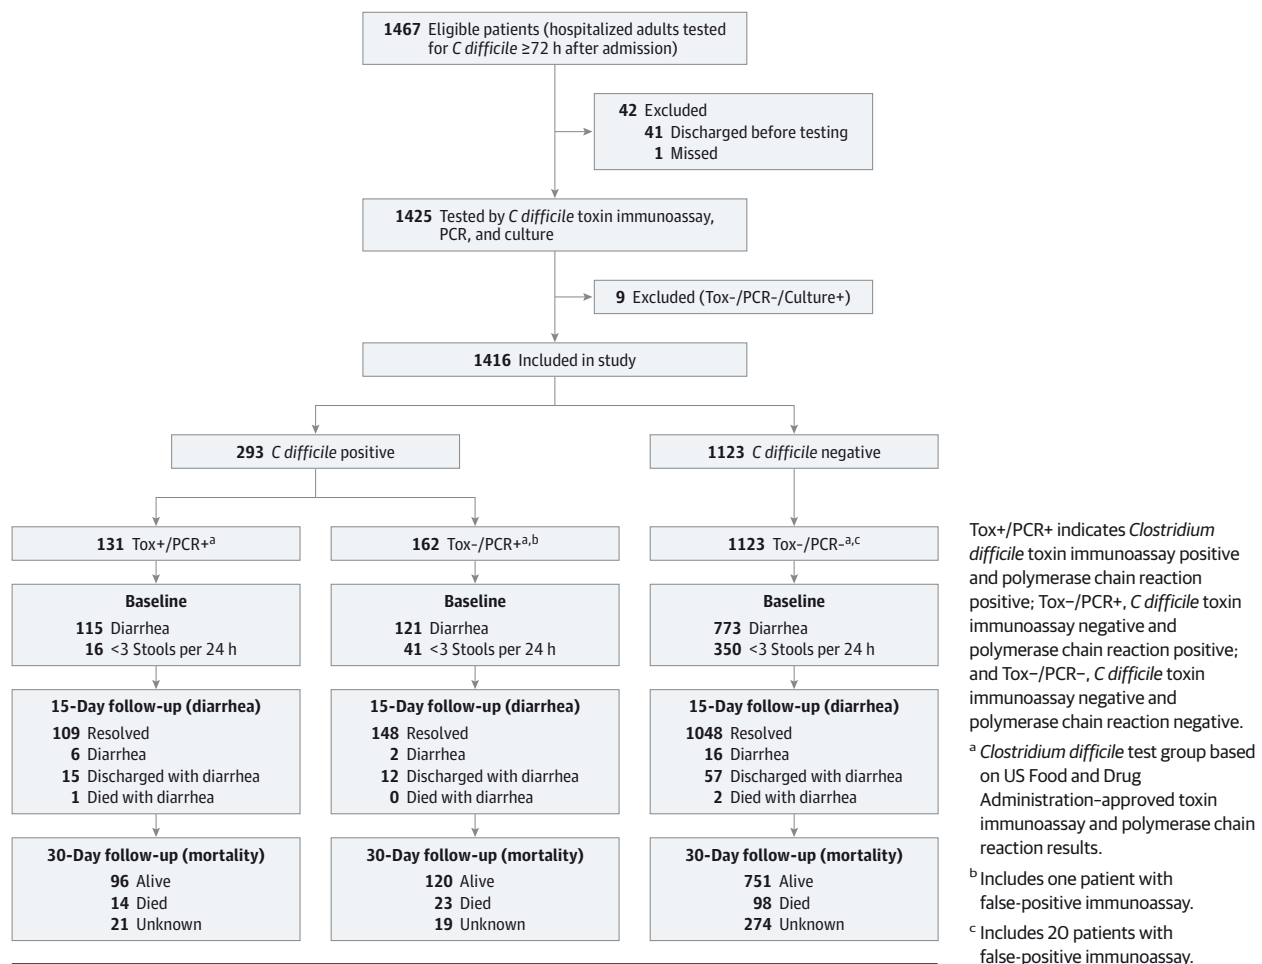 1467 Eligible patients (hospitalized adults tested
for C difficile ≥72 h after admission)
42 Excluded
41 Discharged before testing
1 Missed
1425 Tested by C difficile toxin immunoassay,
PCR, and culture
9 Excluded (Tox-/PCR-/Culture+)
1416 Included in study
293 C difficile positive
1123 C difficile negative
131 Tox+/PCR+a
162 Tox-/PCR+a,b
1123 Tox-/PCR-a,c
Baseline
115 Diarrhea
16 <3 Stools per 24 h
Baseline
121 Diarrhea
41 <3 Stools per 24 h
Baseline
773 Diarrhea
350 <3 Stools per 24 h
15-Day follow-up (diarrhea)
109 Resolved
6 Diarrhea
15 Discharged with diarrhea
1 Died with diarrhea
15-Day follow-up (diarrhea)
148 Resolved
2 Diarrhea
12 Discharged with diarrhea
0 Died with diarrhea
15-Day follow-up (diarrhea)
1048 Resolved
16 Diarrhea
57 Discharged with diarrhea
2 Died with diarrhea
30-Day follow-up (mortality)
96 Alive
14 Died
21 Unknown
30-Day follow-up (mortality)
120 Alive
23 Died
19 Unknown
30-Day follow-up (mortality)
751 Alive
98 Died
274 Unknown
Tox+/PCR+ indicates Clostridium
difficile toxin immunoassay positive
and polymerase chain reaction
positive; Tox−/PCR+, C difficile toxin
immunoassay negative and
polymerase chain reaction positive;
and Tox−/PCR−, C difficile toxin
immunoassay negative and
polymerase chain reaction negative.
a Clostridium difficile test group based
on US Food and Drug
Administration–approved toxin
immunoassay and polymerase chain
reaction results.
b Includes one patient with
false-positive immunoassay.
c Includes 20 patients with
false-positive immunoassay.